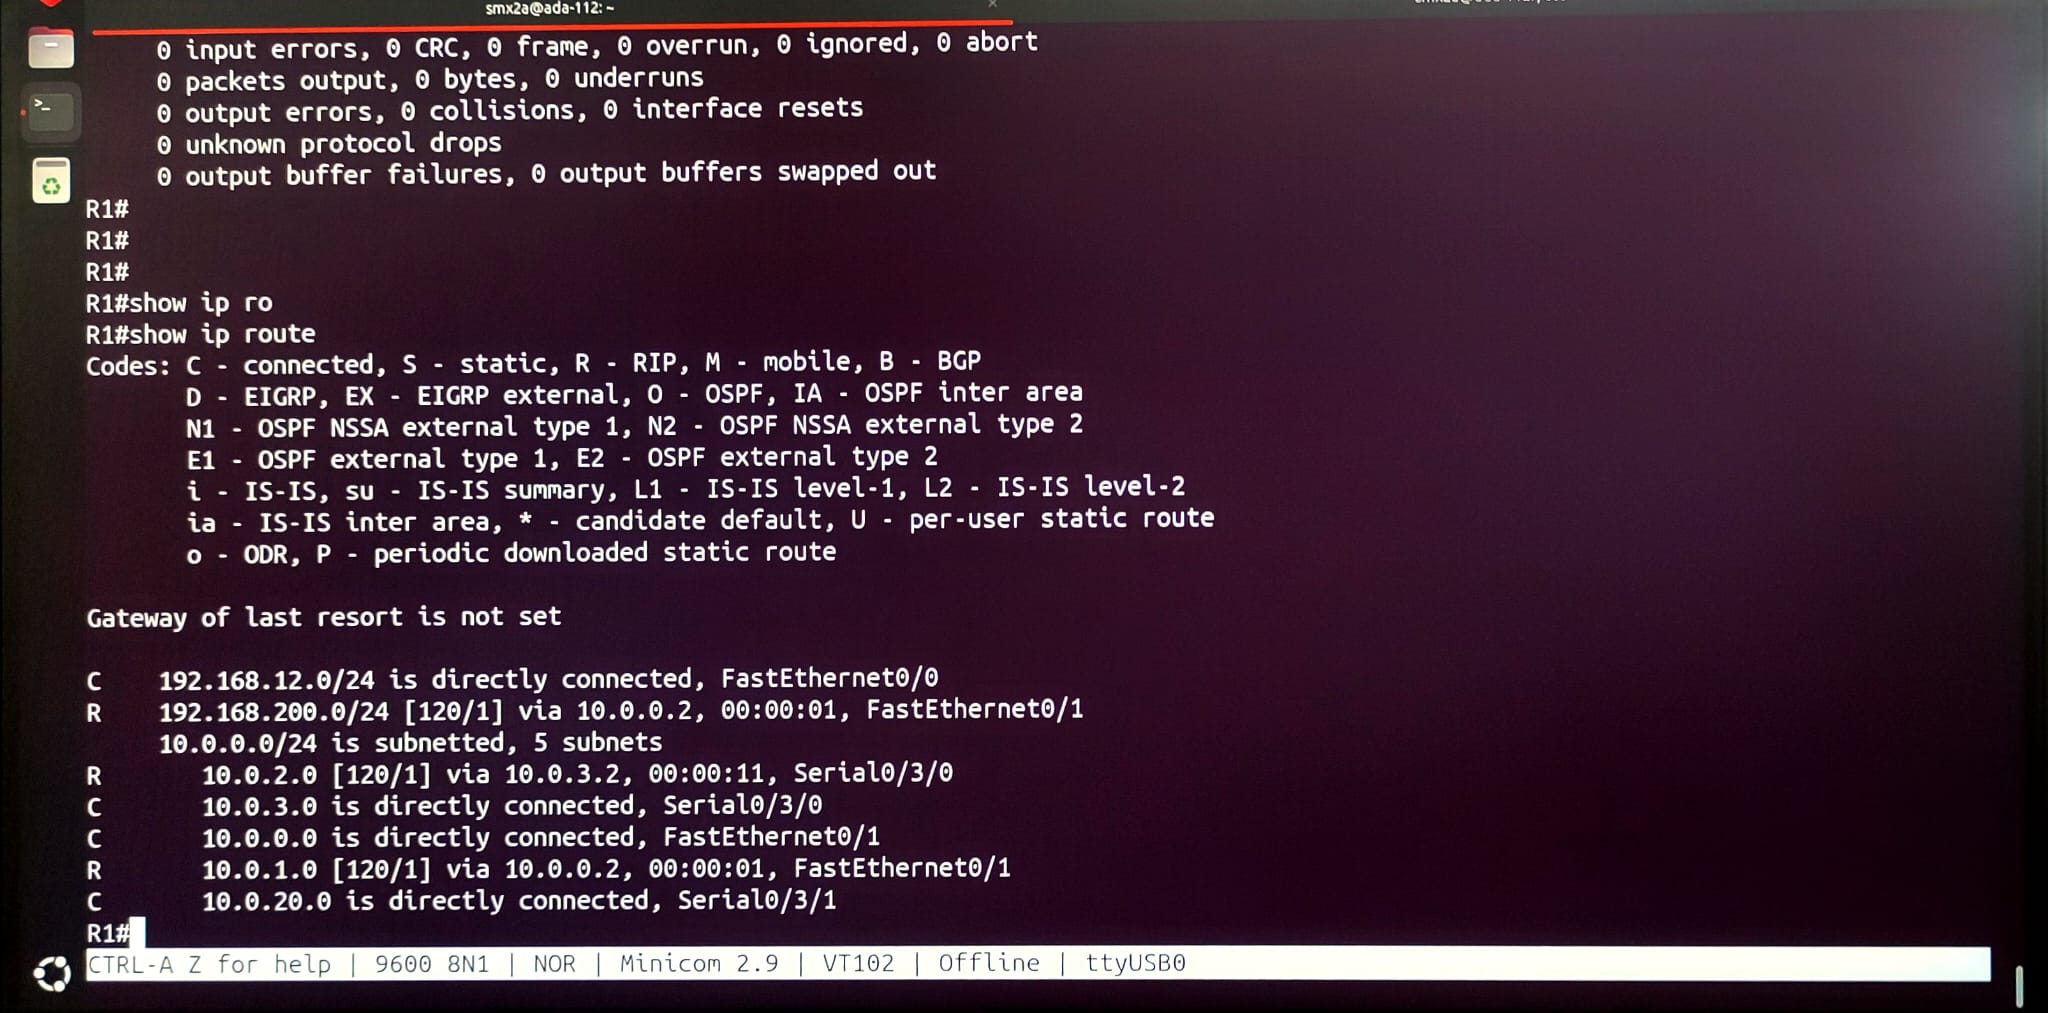 smx2a@ada-112: ~
0 input errors, 0 CRC, 0 frame, 0 overrun, 0 ignored, 0 abort
0 packets output, 0 bytes, 0 underruns
0 output errors, 0 collisions, 0 interface resets
0 unknown protocol drops
0 output buffer failures, 0 output buffers swapped out
R1#
R1#
R1#
R1#show ip ro
R1#show ip route
Codes: C - connected, S - static, R - RIP, M - mobile, B - BGP
D - EIGRP, EX - EIGRP external, O - OSPF, IA - OSPF inter area
N1 - OSPF NSSA external type 1, N2 - OSPF NSSA external type 2
E1 - OSPF external type 1, E2 - OSPF external type 2
i - IS-IS, su - IS-IS summary, L1 - IS-IS level-1, L2 - IS-IS level-2
ia - IS-IS inter area, * - candidate default, U - per-user static route
o - ODR, P - periodic downloaded static route
Gateway of last resort is not set
C 192.168.12.0/24 is directly connected, FastEthernet0/0
R 192.168.200.0/24 [120/1] via 10.0.0.2, 00:00:01, FastEthernet0/1
10.0.0.0/24 is subnetted, 5 subnets
R 10.0.2.0 [120/1] via 10.0.3.2, 00:00:11, Serial0/3/0
C 10.0.3.0 is directly connected, Serial0/3/0
C 10.0.0.0 is directly connected, FastEthernet0/1
R 10.0.1.0 [120/1] via 10.0.0.2, 00:00:01, FastEthernet0/1
C 10.0.20.0 is directly connected, Serial0/3/1
R1#
CTRL-A Z for help | 9600 8N1 | NOR | Minicom 2.9 | VT102 | Offline | ttyUSB0